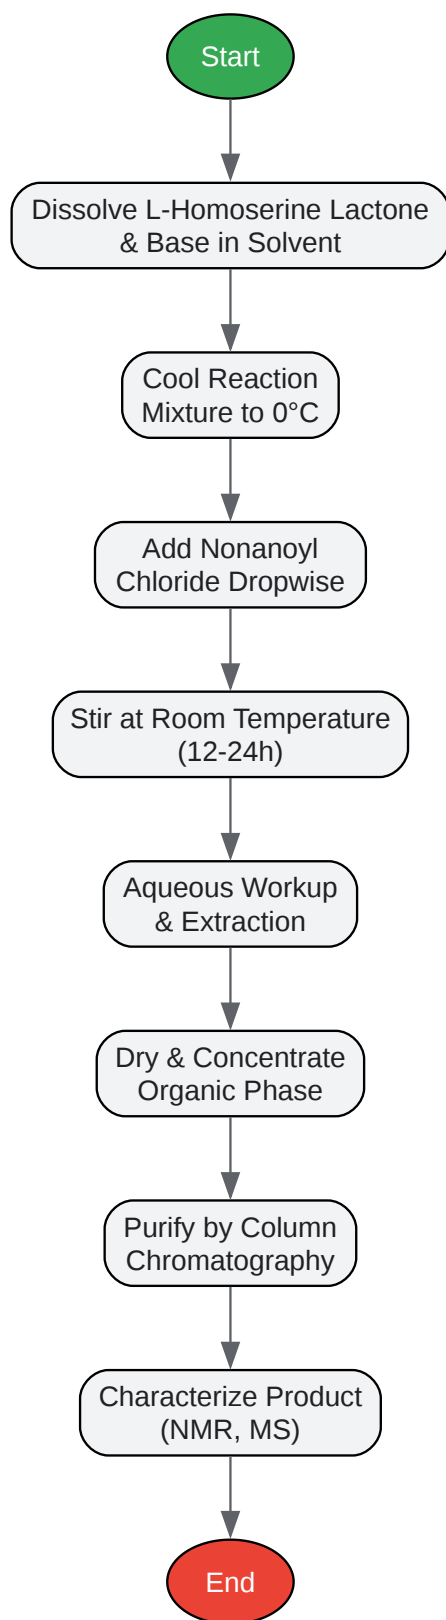 Start
Dissolve L-Homoserine Lactone
& Base in Solvent
Cool Reaction
Mixture to 0°C
Add Nonanoyl
Chloride Dropwise
Stir at Room Temperature
(12-24h)
Aqueous Workup
& Extraction
Dry & Concentrate
Organic Phase
Purify by Column
Chromatography
Characterize Product
(NMR, MS)
End